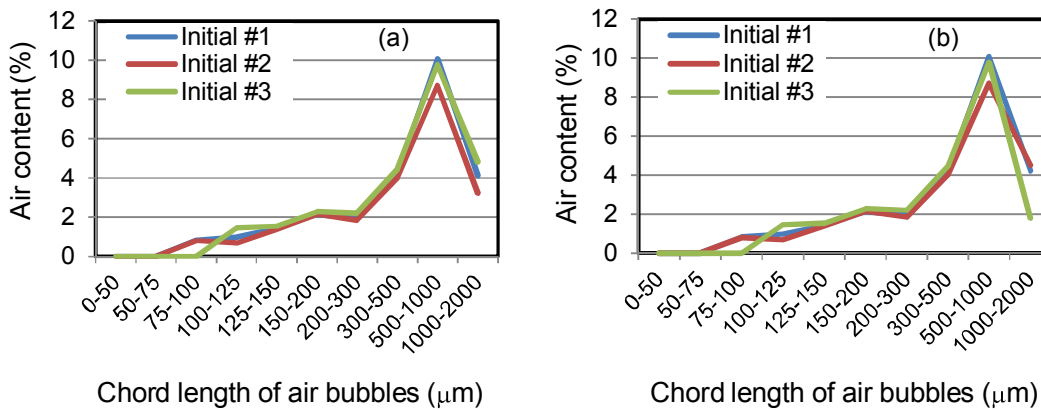 12
10
8
6
4
2
0
Air content (%)
Initial #1
Initial #2
Initial #3
(a)
0-50
50-75
75-100
100-125
125-150
150-200
200-300
300-500
500-1000
1000-2000
Chord length of air bubbles (μm)
12
10
8
6
4
2
0
Air content (%)
Initial #1
Initial #2
Initial #3
(b)
0-50
50-75
75-100
100-125
125-150
150-200
200-300
300-500
500-1000
1000-2000
Chord length of air bubbles (μm)